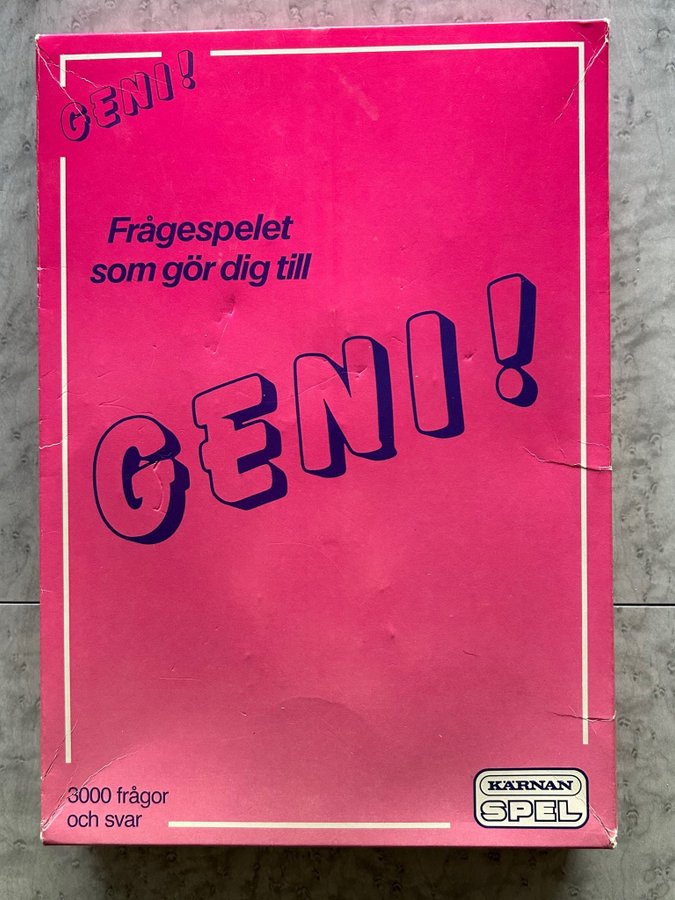 GENI!
Frågespelet
som gör dig till
GENI!
3000 frågor
och svar
KÄRNAN
SPEL